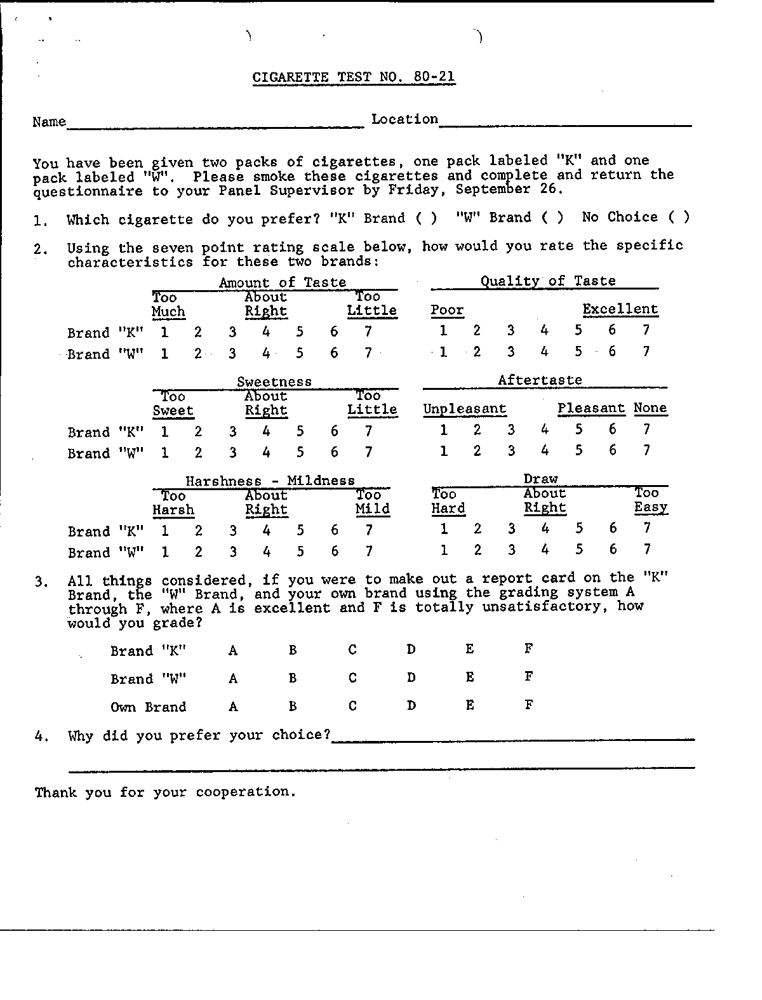 CIGARETTE TEST NO. 80-21
Name Location
You have been given two packs of cigarettes, one pack labeled "K" and one
pack labeled "W". Please smoke these cigarettes and complete and return the
questionnaire to your Panel Supervisor by Friday, September 26.
1. Which cigarette do you prefer? "K" Brand ( ) "W" Brand ( ) No Choice ( )
2. Using the seven point rating scale below, how would you rate the specific
characteristics for these two brands:
Amount of Taste Quality of Taste
Too About Too
Much Right Little Poor Excellent
Brand "K" 1 2 3 4 5 6 7 1 2 3 4 5 6 7
Brand "W" 1 2 3 4 5 6 7 1 2 3 4 5 6 7
Sweetness Aftertaste
Too About Too
Sweet Right Little Unpleasant Pleasant None
Brand "K" 1 2 3 4 5 6 7 1 2 3 4 5 6 7
Brand "W" 1 2 3 4 5 6 7 1 2 3 4 5 6 7
Harshness - Mildness Draw
Too About Too Too About Too
Harsh Right Mild Hard Right Easy
Brand "K" 1 2 3 4 5 6 7 1 2 3 4 5 6 7
Brand "W" 1 2 3 4 5 6 7 1 2 3 4 5 6 7
3. All things considered, if you were to make out a report card on the "K"
Brand, the "W" Brand, and your own brand using the grading system A
through F, where A is excellent and F is totally unsatisfactory, how
would you grade?
Brand "K" A B C D E F
Brand "W" A B C D E F
Own Brand A B C D E F
4. Why did you prefer your choice?
Thank you for your cooperation.